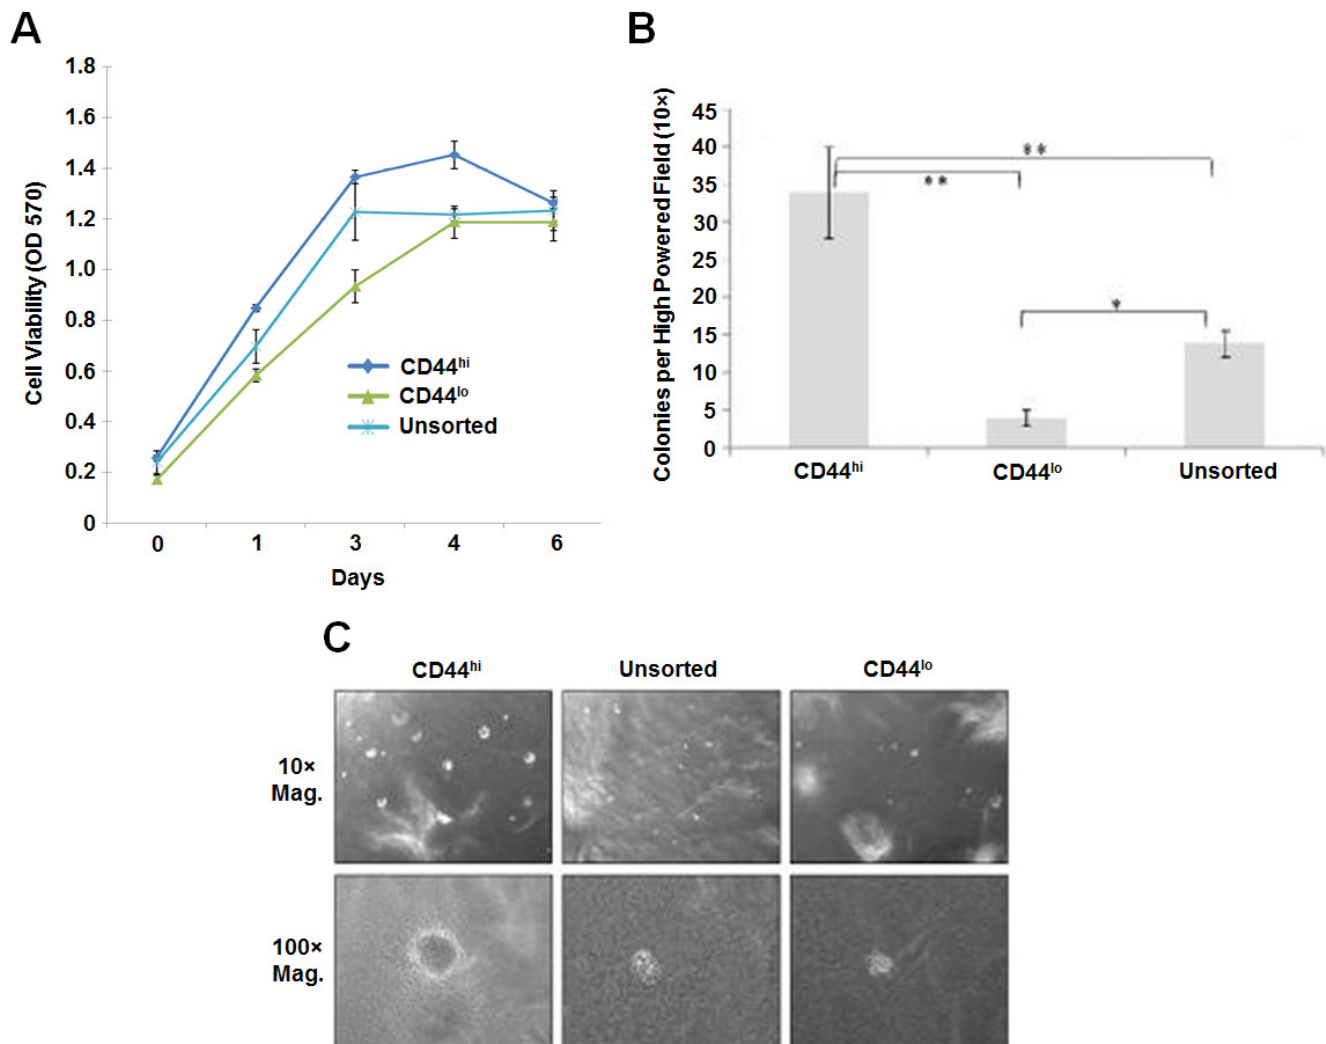 A
Cell Viability (OD 570)
1.8
1.6
1.4
1.2
1.0
0.8
0.6
0.4
0.2
0
0 1 3 4 6
Days
CD44hi
CD44lo
Unsorted
B
Colonies per High Powered Field (10×)
45
40
35
30
25
20
15
10
5
0
**
**
*
CD44hi CD44lo Unsorted
C
CD44hi Unsorted CD44lo
10×
Mag.
100×
Mag.